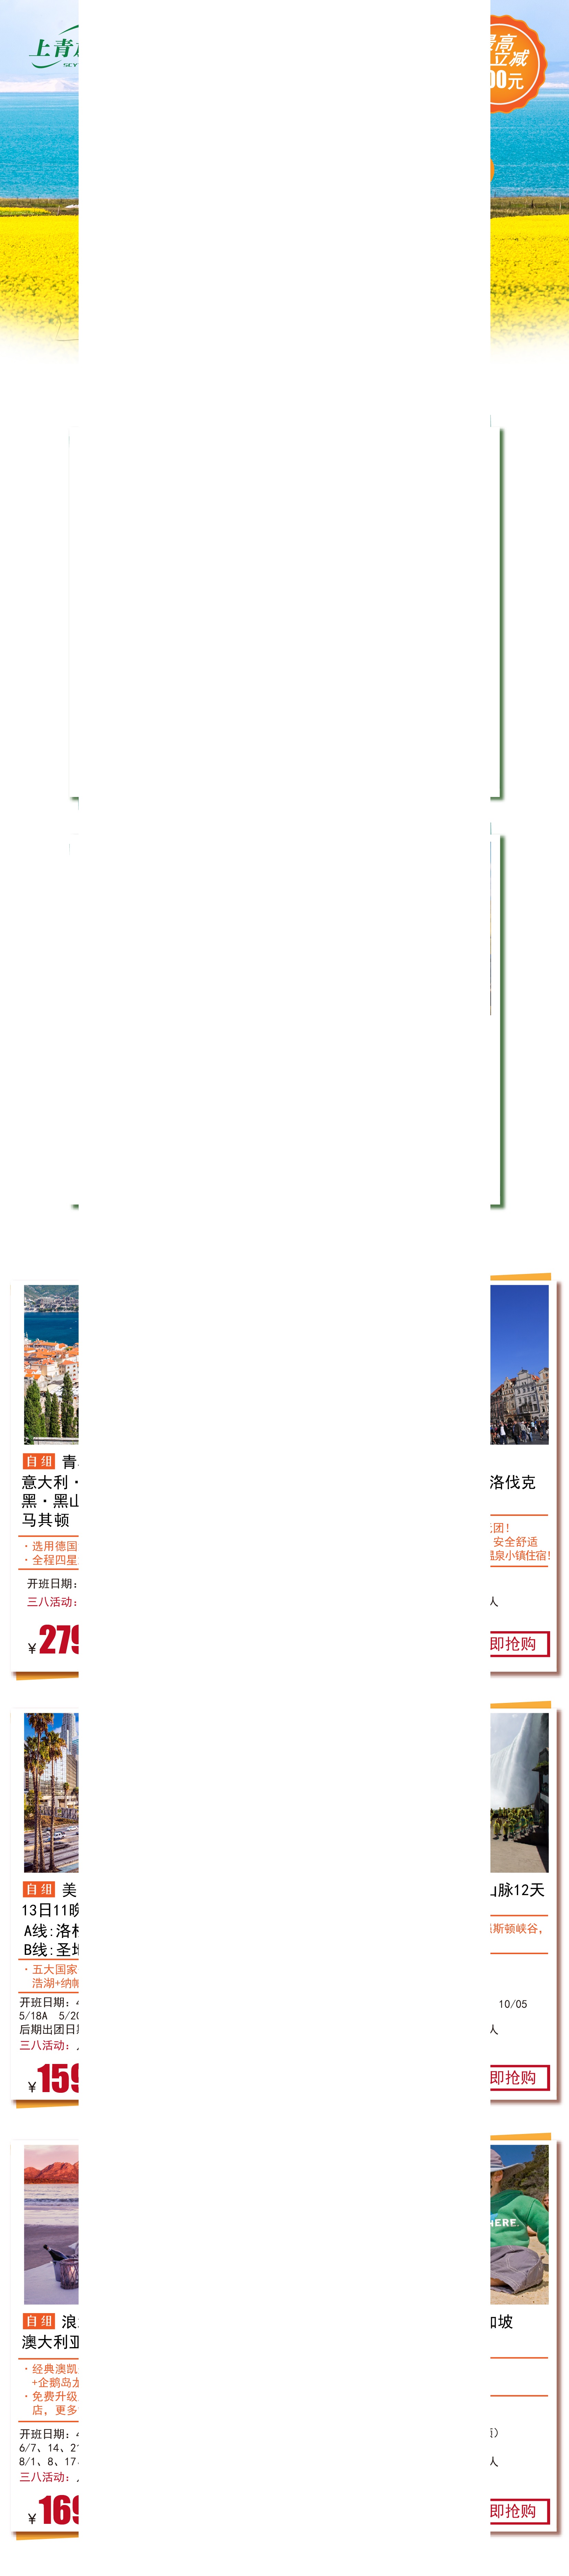 上青
最高
立减
00元
自组 青
意大利·
黑·黑山
马其顿
·选用德国
·全程四星
开班日期：
三八活动：
¥279
洛伐克
团！
安全舒适
温泉小镇住宿！
人
即抢购
自组 美
13日11晚
A线:洛杉
B线:圣地
·五大国家
浩湖+纳帕
开班日期：4
5/18A 5/20
后期出团日期
三八活动：
¥159
山脉12天
斯顿峡谷，
10/05
人
即抢购
自组 浪
澳大利亚
·经典澳凯
+企鹅岛
·免费升级
店，更多
开班日期：4
6/7、14、21
8/1、8、17
三八活动：
¥169
HERE
加坡
人
即抢购